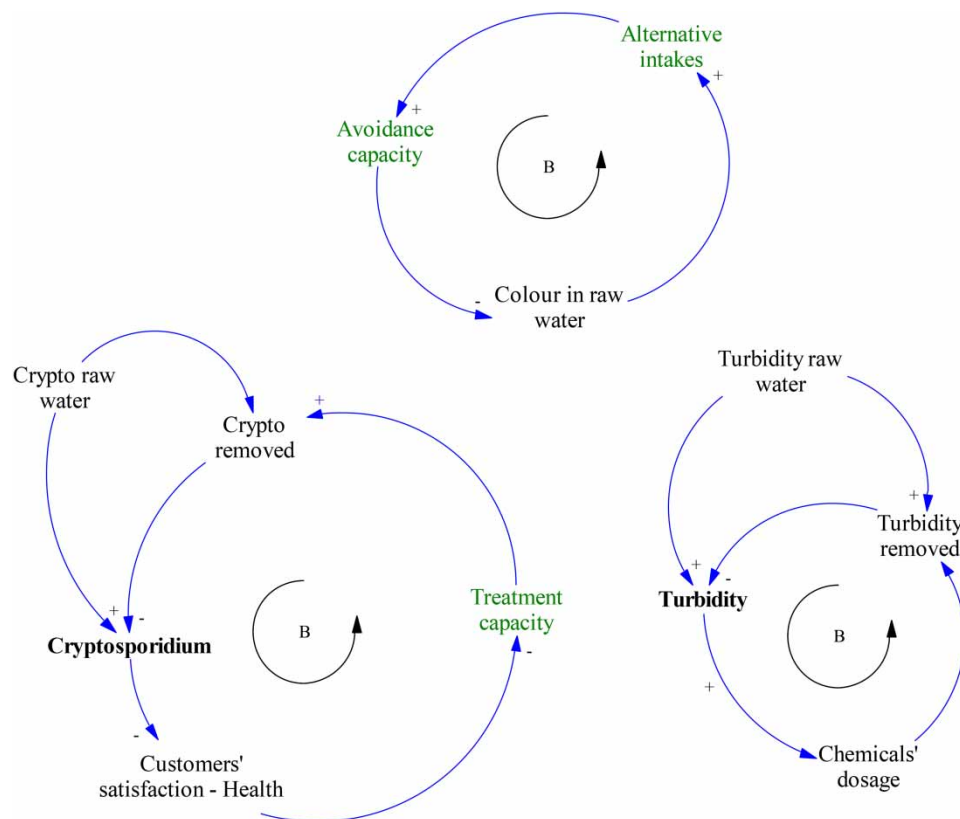 Alternative
intakes
+
+
Avoidance
capacity
B
-
Colour in raw
water
Crypto raw
water
Turbidity raw
water
+
Crypto
removed
+
Turbidity
removed
+
-
Turbidity
Treatment
capacity
+
-
Cryptosporidium
B
B
-
+
-
Customers'
satisfaction - Health
Chemicals'
dosage